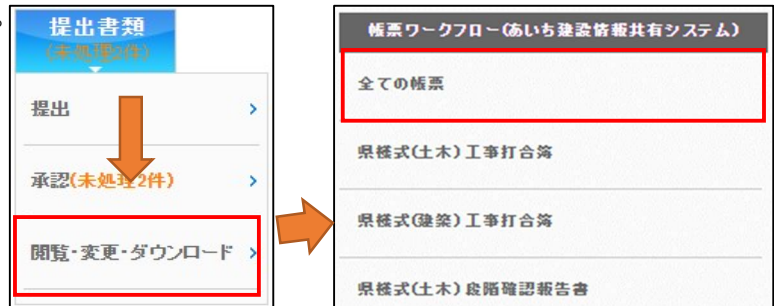 提出書類
(未処理2件)
提出
承認(未処理2件)
閲覧・変更・ダウンロード
帳票ワークフロー(あいち建設情報共有システム)
全ての帳票
県様式(土木)工事打合簿
県様式(建築)工事打合簿
県様式(土木)段階確認報告書